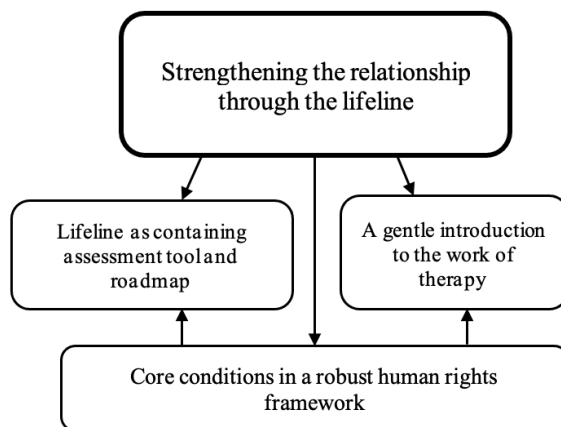 Strengthening the relationship
through the lifeline
Lifeline as containing
assessment tool and
roadmap
A gentle introduction
to the work of
therapy
Core conditions in a robust human rights
framework